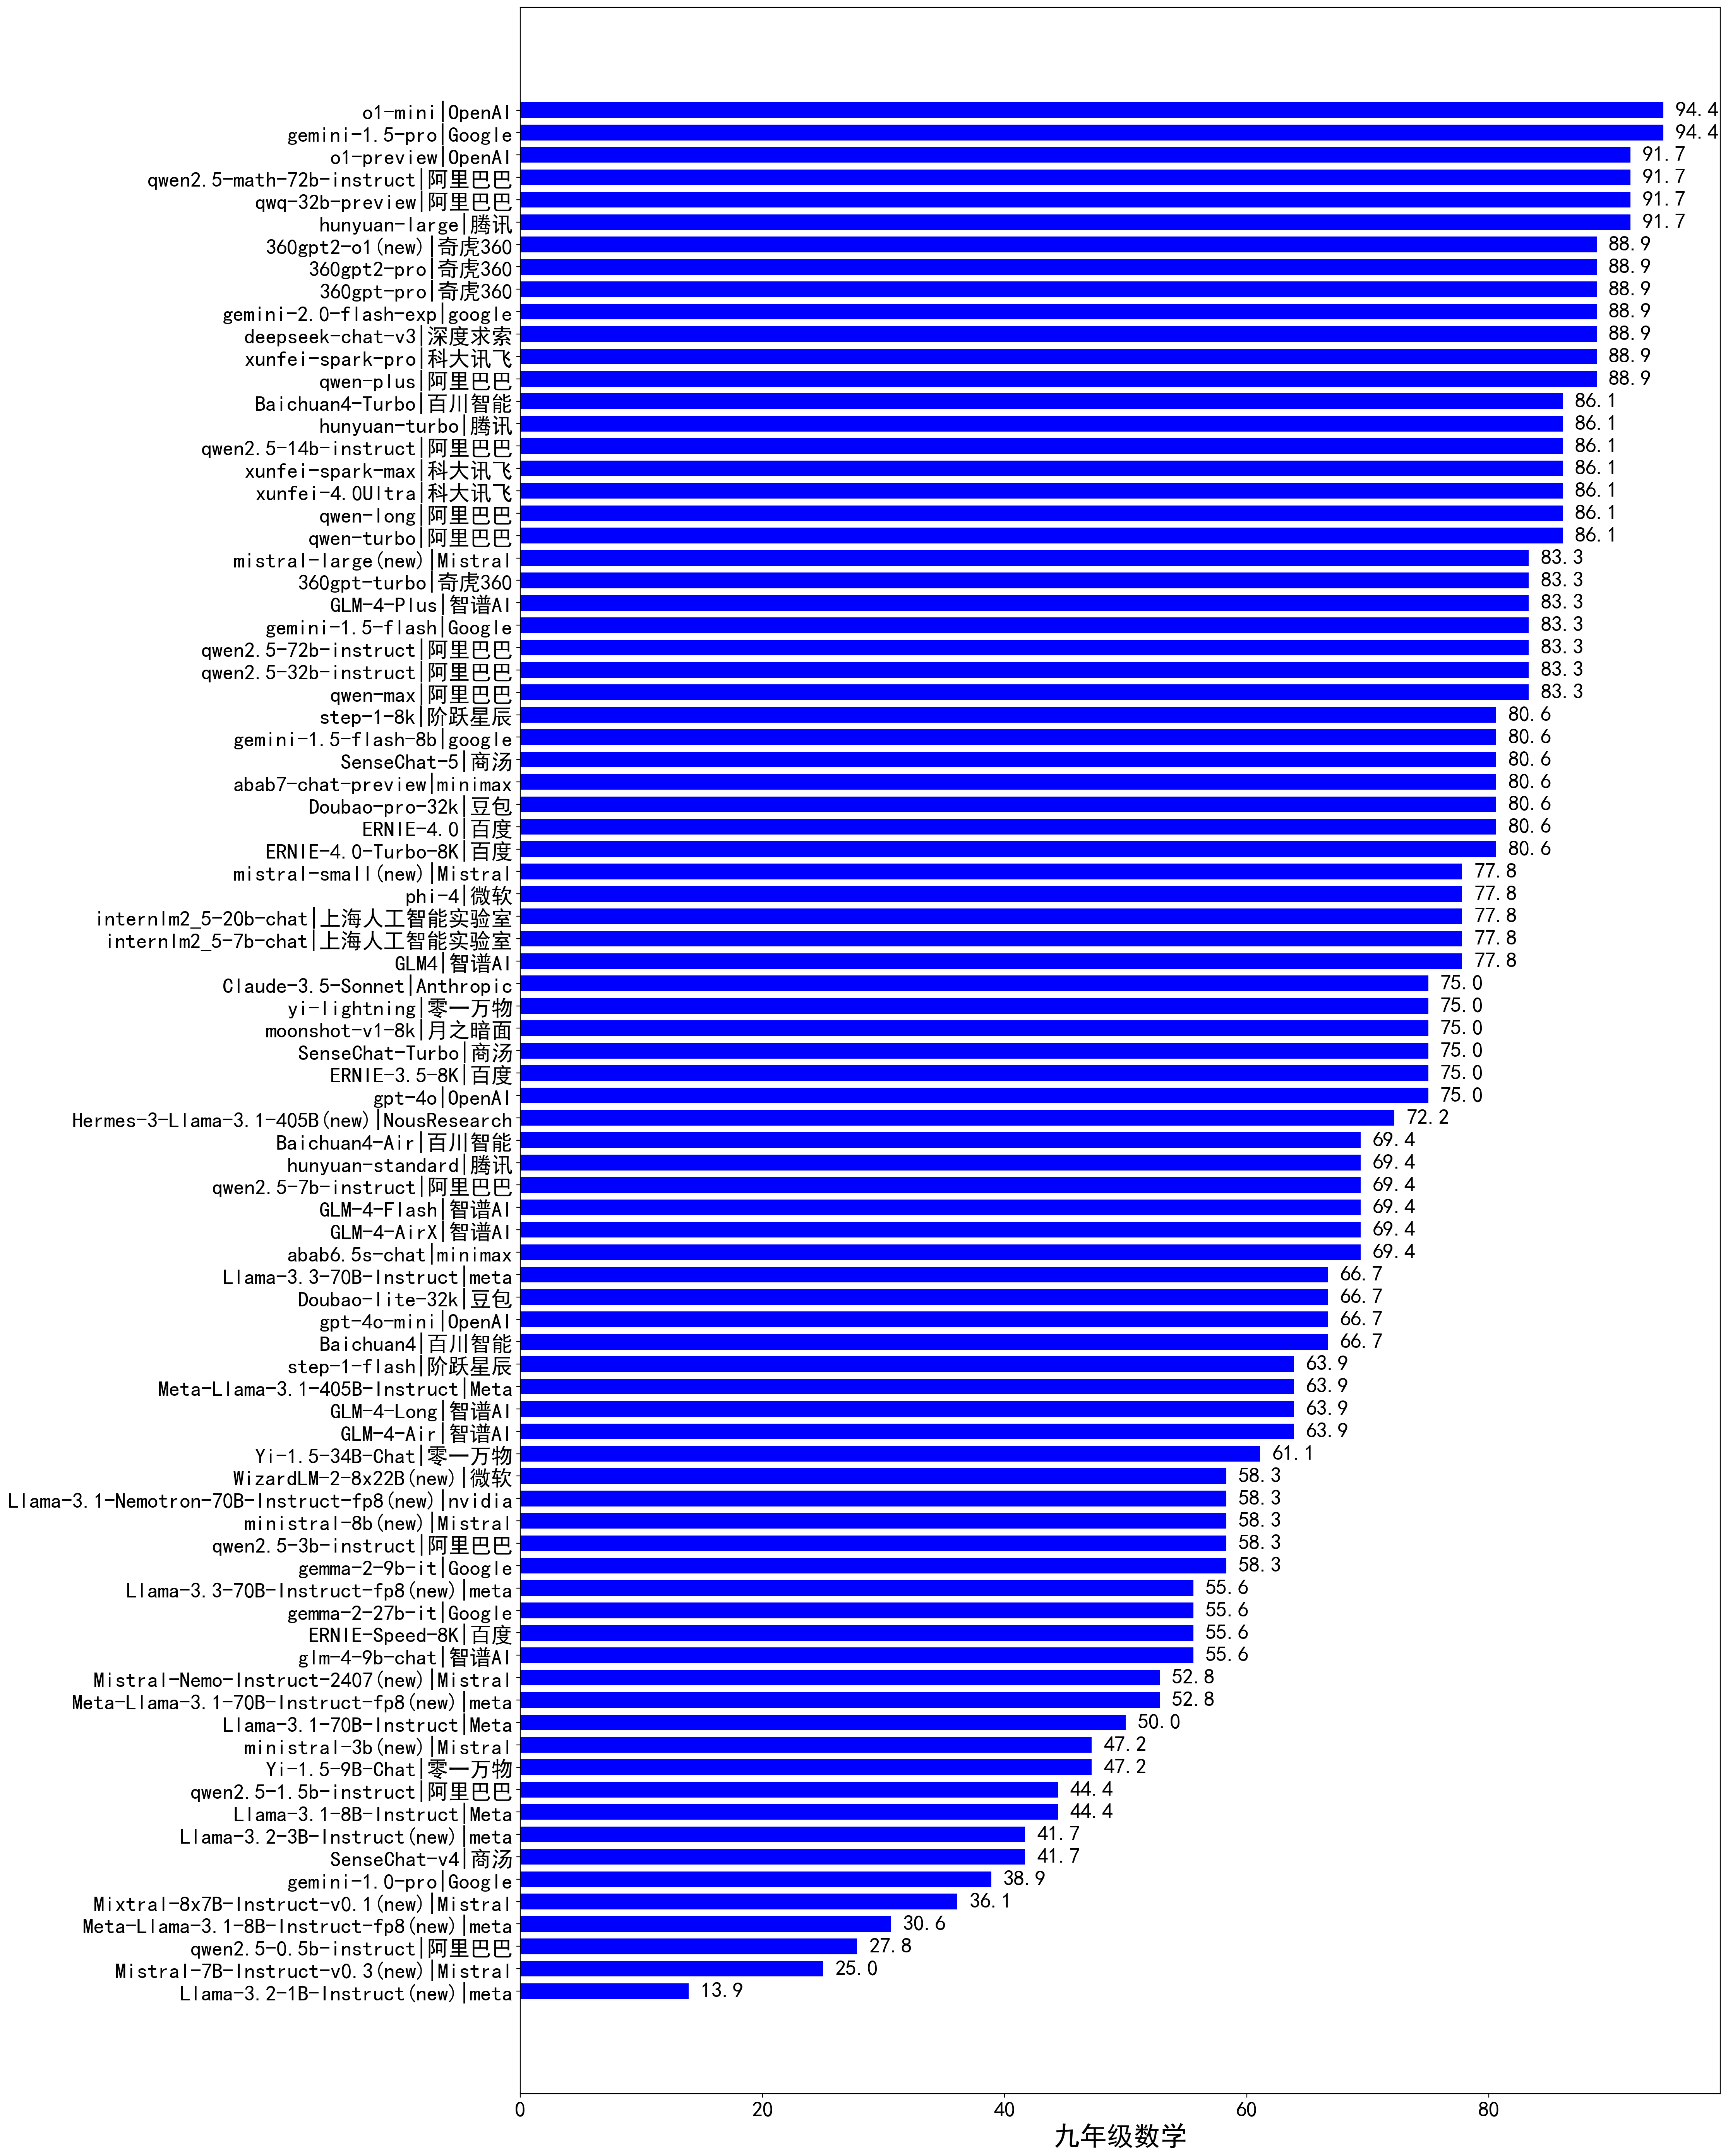 o1-mini|OpenAI 94.4
gemini-1.5-pro|Google 94.4
o1-preview|OpenAI 91.7
qwen2.5-math-72b-instruct|阿里巴巴 91.7
qwq-32b-preview|阿里巴巴 91.7
hunyuan-large|腾讯 91.7
360gpt2-o1(new)|奇虎360 88.9
360gpt2-pro|奇虎360 88.9
360gpt-pro|奇虎360 88.9
gemini-2.0-flash-exp|google 88.9
deepseek-chat-v3|深度求索 88.9
xunfei-spark-pro|科大讯飞 88.9
qwen-plus|阿里巴巴 88.9
Baichuan4-Turbo|百川智能 86.1
hunyuan-turbo|腾讯 86.1
qwen2.5-14b-instruct|阿里巴巴 86.1
xunfei-spark-max|科大讯飞 86.1
xunfei-4.0Ultra|科大讯飞 86.1
qwen-long|阿里巴巴 86.1
qwen-turbo|阿里巴巴 86.1
mistral-large(new)|Mistral 83.3
360gpt-turbo|奇虎360 83.3
GLM-4-Plus|智谱AI 83.3
gemini-1.5-flash|Google 83.3
qwen2.5-72b-instruct|阿里巴巴 83.3
qwen2.5-32b-instruct|阿里巴巴 83.3
qwen-max|阿里巴巴 83.3
step-1-8k|阶跃星辰 80.6
gemini-1.5-flash-8b|google 80.6
SenseChat-5|商汤 80.6
abab7-chat-preview|minimax 80.6
Doubao-pro-32k|豆包 80.6
ERNIE-4.0|百度 80.6
ERNIE-4.0-Turbo-8K|百度 80.6
mistral-small(new)|Mistral 77.8
phi-4|微软 77.8
internlm2_5-20b-chat|上海人工智能实验室 77.8
internlm2_5-7b-chat|上海人工智能实验室 77.8
GLM4|智谱AI 77.8
Claude-3.5-Sonnet|Anthropic 75.0
yi-lightning|零一万物 75.0
moonshot-v1-8k|月之暗面 75.0
SenseChat-Turbo|商汤 75.0
ERNIE-3.5-8K|百度 75.0
gpt-4o|OpenAI 75.0
Hermes-3-Llama-3.1-405B(new)|NousResearch 72.2
Baichuan4-Air|百川智能 69.4
hunyuan-standard|腾讯 69.4
qwen2.5-7b-instruct|阿里巴巴 69.4
GLM-4-Flash|智谱AI 69.4
GLM-4-AirX|智谱AI 69.4
abab6.5s-chat|minimax 69.4
Llama-3.3-70B-Instruct|meta 66.7
Doubao-lite-32k|豆包 66.7
gpt-4o-mini|OpenAI 66.7
Baichuan4|百川智能 66.7
step-1-flash|阶跃星辰 63.9
Meta-Llama-3.1-405B-Instruct|Meta 63.9
GLM-4-Long|智谱AI 63.9
GLM-4-Air|智谱AI 63.9
Yi-1.5-34B-Chat|零一万物 61.1
WizardLM-2-8x22B(new)|微软 58.3
Llama-3.1-Nemotron-70B-Instruct-fp8(new)|nvidia 58.3
ministral-8b(new)|Mistral 58.3
qwen2.5-3b-instruct|阿里巴巴 58.3
gemma-2-9b-it|Google 58.3
Llama-3.3-70B-Instruct-fp8(new)|meta 55.6
gemma-2-27b-it|Google 55.6
ERNIE-Speed-8K|百度 55.6
glm-4-9b-chat|智谱AI 55.6
Mistral-Nemo-Instruct-2407(new)|Mistral 52.8
Meta-Llama-3.1-70B-Instruct-fp8(new)|meta 52.8
Llama-3.1-70B-Instruct|Meta 50.0
ministral-3b(new)|Mistral 47.2
Yi-1.5-9B-Chat|零一万物 47.2
qwen2.5-1.5b-instruct|阿里巴巴 44.4
Llama-3.1-8B-Instruct|Meta 44.4
Llama-3.2-3B-Instruct(new)|meta 41.7
SenseChat-v4|商汤 41.7
gemini-1.0-pro|Google 38.9
Mixtral-8x7B-Instruct-v0.1(new)|Mistral 36.1
Meta-Llama-3.1-8B-Instruct-fp8(new)|meta 30.6
qwen2.5-0.5b-instruct|阿里巴巴 27.8
Mistral-7B-Instruct-v0.3(new)|Mistral 25.0
Llama-3.2-1B-Instruct(new)|meta 13.9
0 20 40 60 80
九年级数学